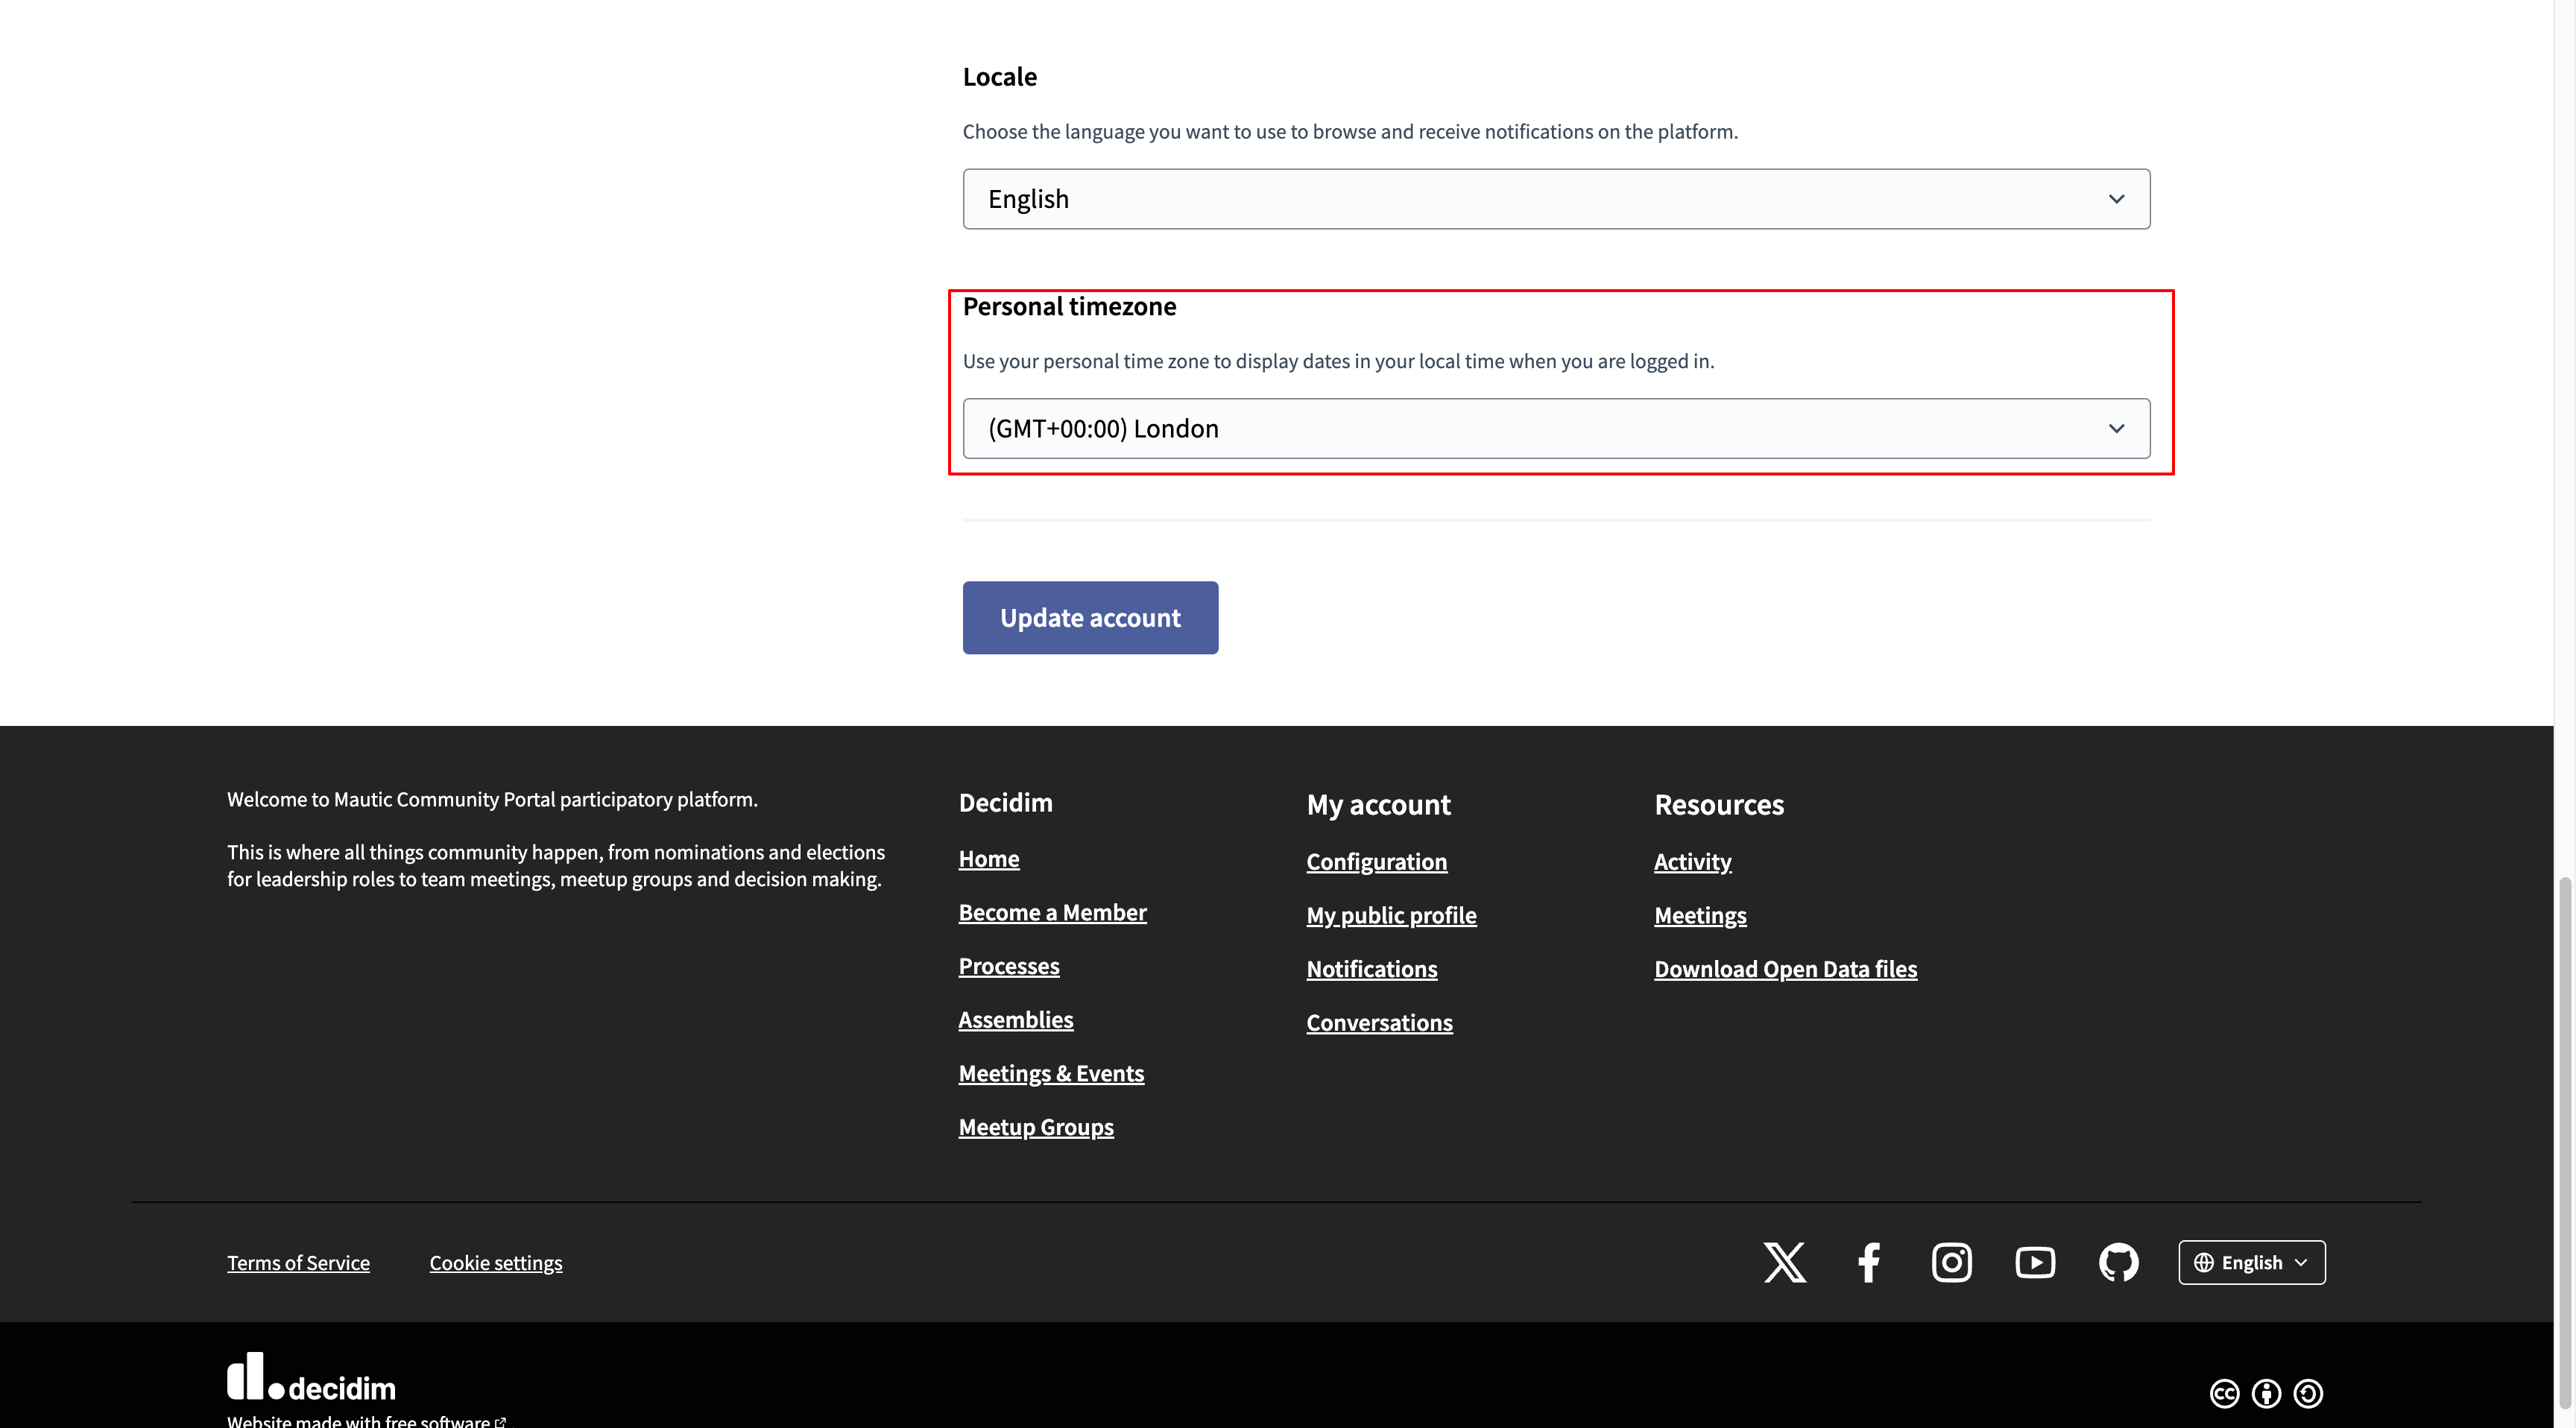 Locale
Choose the language you want to use to browse and receive notifications on the platform.
English
Personal timezone
Use your personal time zone to display dates in your local time when you are logged in.
(GMT+00:00) London
Update account
Welcome to Mautic Community Portal participatory platform.
This is where all things community happen, from nominations and elections
for leadership roles to team meetings, meetup groups and decision making.
Decidim
Home
Become a Member
Processes
Assemblies
Meetings & Events
Meetup Groups
My account
Configuration
My public profile
Notifications
Conversations
Resources
Activity
Meetings
Download Open Data files
Terms of Service
Cookie settings
English
decidim
Website made with free software